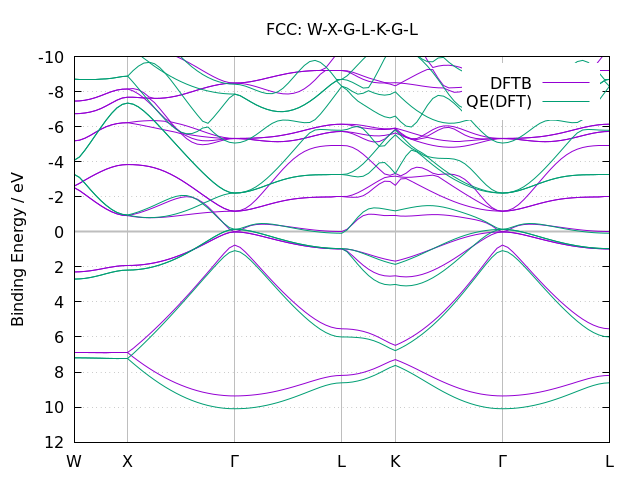 FCC: W-X-G-L-K-G-L
-10
-8
-6
-4
-2
0
2
4
6
8
10
12
Binding Energy / eV
DFTB
QE(DFT)
W X Γ L K Γ L